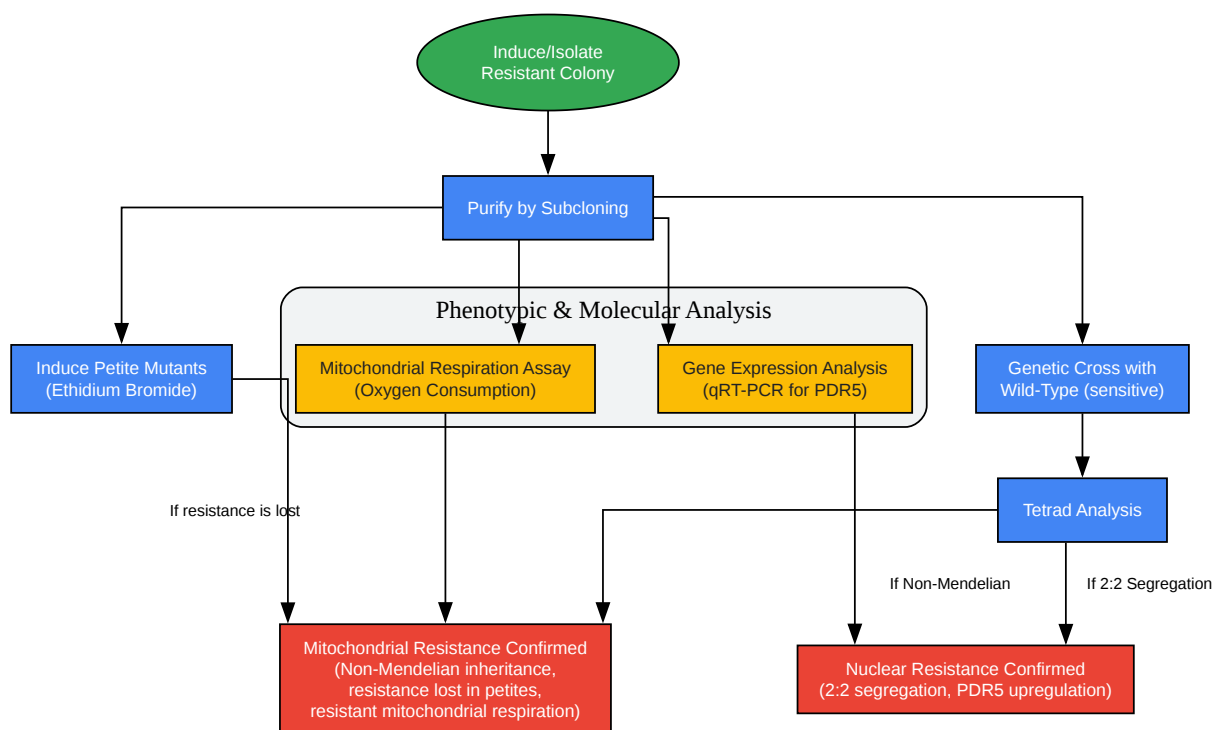 Induce/Isolate
Resistant Colony
Purify by Subcloning
Phenotypic & Molecular Analysis
Induce Petite Mutants
(Ethidium Bromide)
Mitochondrial Respiration Assay
(Oxygen Consumption)
Gene Expression Analysis
(qRT-PCR for PDR5)
Genetic Cross with
Wild-Type (sensitive)
If resistance is lost
Tetrad Analysis
If Non-Mendelian
If 2:2 Segregation
Mitochondrial Resistance Confirmed
(Non-Mendelian inheritance,
resistance lost in petites,
resistant mitochondrial respiration)
Nuclear Resistance Confirmed
(2:2 segregation, PDR5 upregulation)